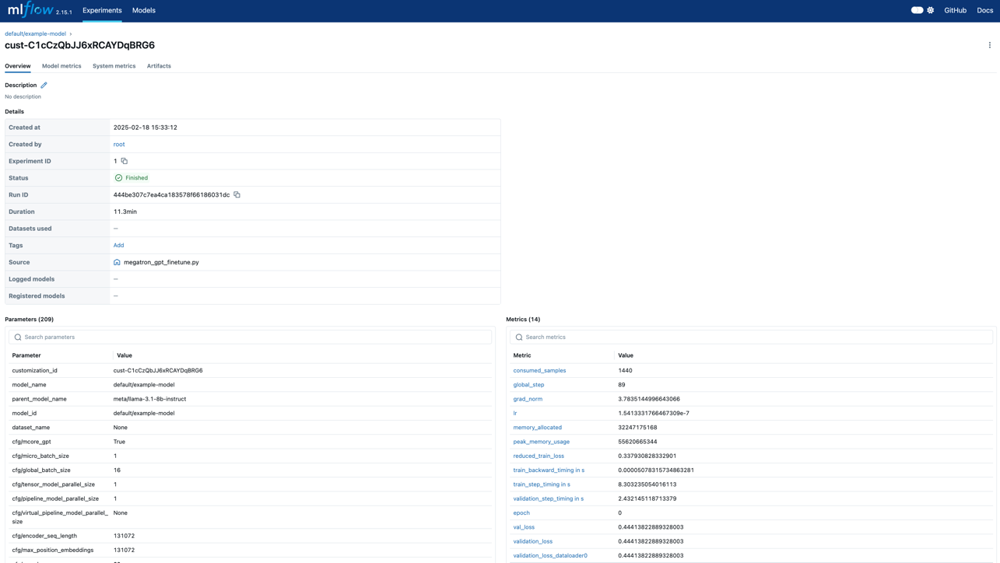 mlflow 2.15.1 Experiments Models GitHub Docs
default/example-model ›
cust-C1cCzQbJJ6xRCAYDqBRG6
Overview Model metrics System metrics Artifacts
Description
No description
Details
Created at 2025-02-18 15:33:12
Created by root
Experiment ID 1
Status Finished
Run ID 444be307c7ea4ca183578f66186031dc
Duration 11.3min
Datasets used —
Tags Add
Source megatron_gpt_finetune.py
Logged models —
Registered models —
Parameters (209)
Search parameters
Parameter Value
customization_id cust-C1cCzQbJJ6xRCAYDqBRG6
model_name default/example-model
parent_model_name meta/llama-3.1-8b-instruct
model_id default/example-model
dataset_name None
cfg/mcore_gpt True
cfg/micro_batch_size 1
cfg/global_batch_size 16
cfg/tensor_model_parallel_size 1
cfg/pipeline_model_parallel_size 1
cfg/virtual_pipeline_model_parallel_ None
size
cfg/encoder_seq_length 131072
cfg/max_position_embeddings 131072
Metrics (14)
Search metrics
Metric Value
consumed_samples 1440
global_step 89
grad_norm 3.7835144996643066
lr 1.5413331766467309e-7
memory_allocated 32247175168
peak_memory_usage 55620665344
reduced_train_loss 0.337930828332901
train_backward_timing in s 0.00005078315734863281
train_step_timing in s 8.303235054016113
validation_step_timing in s 2.432145118713379
epoch 0
val_loss 0.44413822889328003
validation_loss 0.44413822889328003
validation_loss_dataloader0 0.44413822889328003